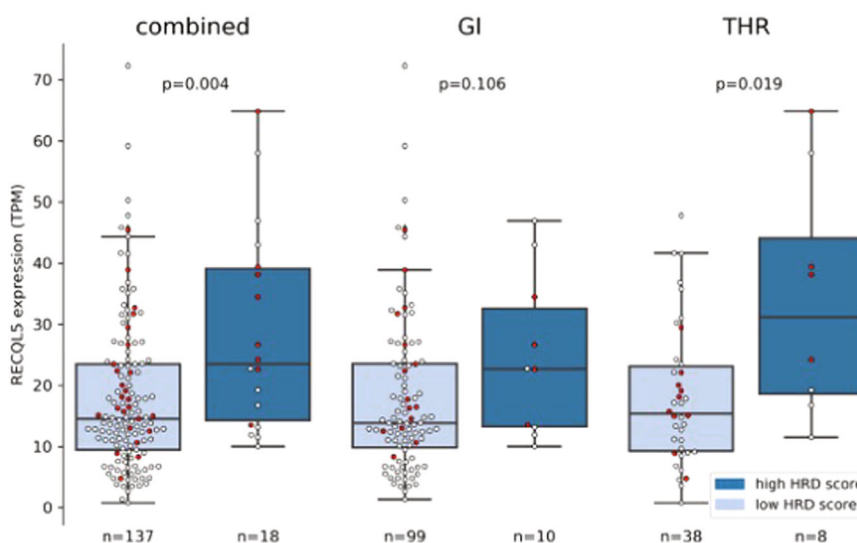 combined GI THR
p=0.004 p=0.106 p=0.019
RECQL5 expression (TPM)
70
60
50
40
30
20
10
0
high HRD score
low HRD score
n=137 n=18 n=99 n=10 n=38 n=8